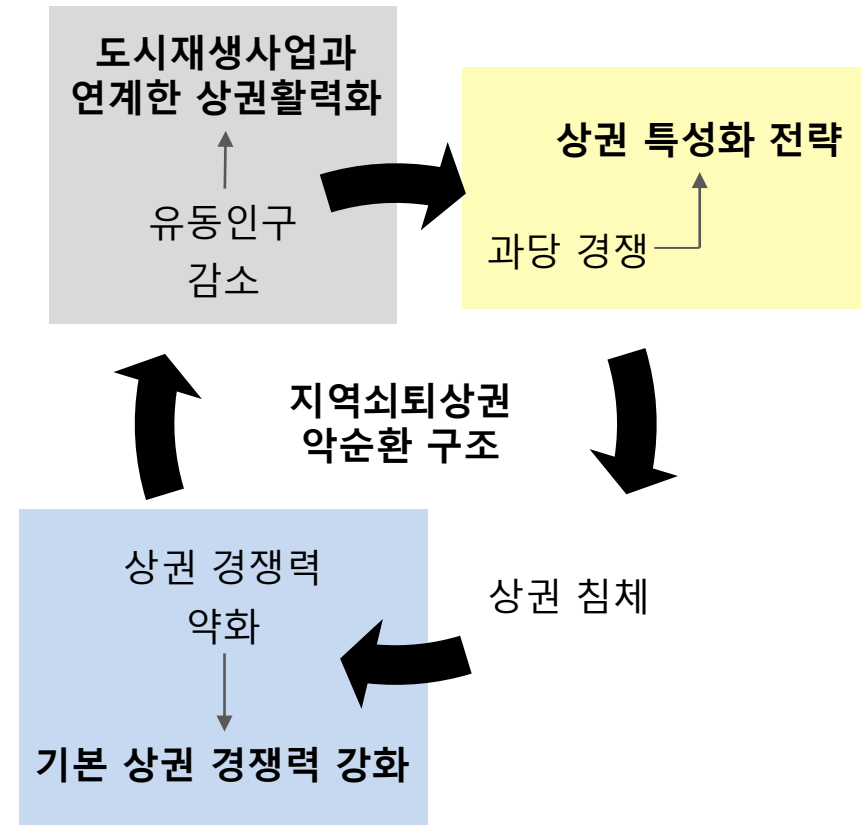 도시재생사업과
연계한 상권활력화
유동인구
감소
상권 특성화 전략
과당 경쟁
지역쇠퇴상권
악순환 구조
상권 경쟁력
약화
기본 상권 경쟁력 강화
상권 침체